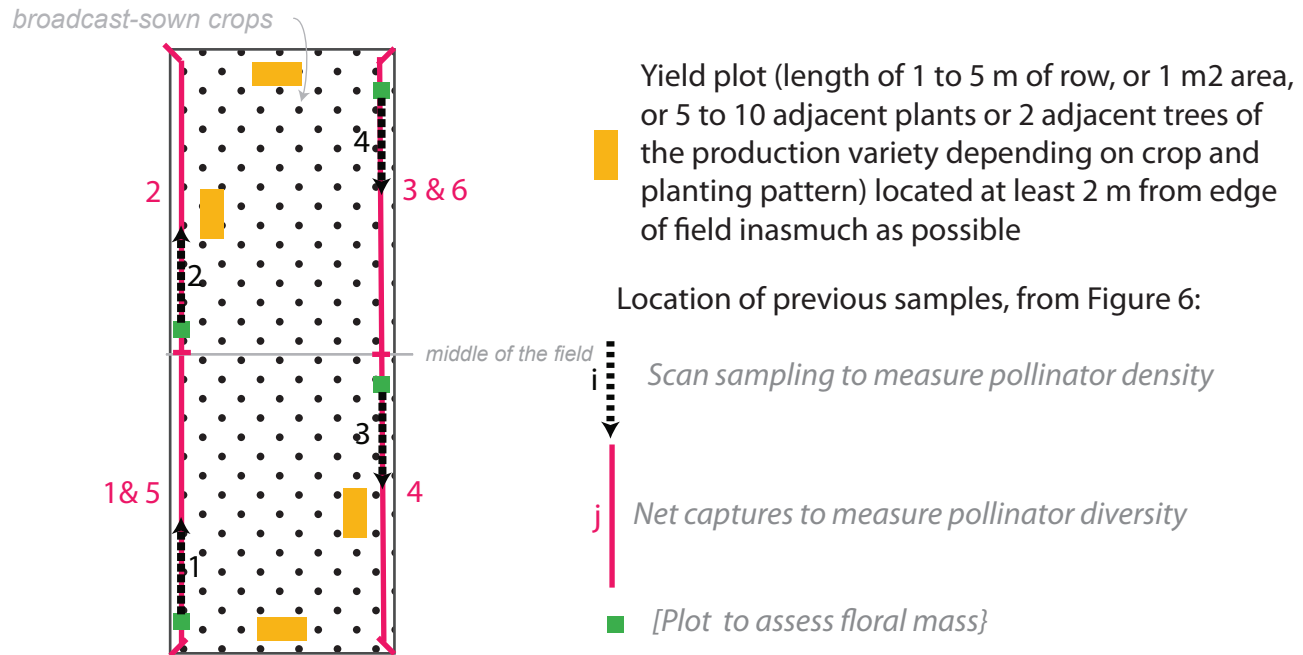 broadcast-sown crops
Yield plot (length of 1 to 5 m of row, or 1 m2 area,
or 5 to 10 adjacent plants or 2 adjacent trees of
the production variety depending on crop and
planting pattern) located at least 2 m from edge
of field inasmuch as possible
4
2
3 & 6
2
Location of previous samples, from Figure 6:
middle of the field
i
Scan sampling to measure pollinator density
3
1& 5
4
j
Net captures to measure pollinator diversity
1
[Plot to assess floral mass}